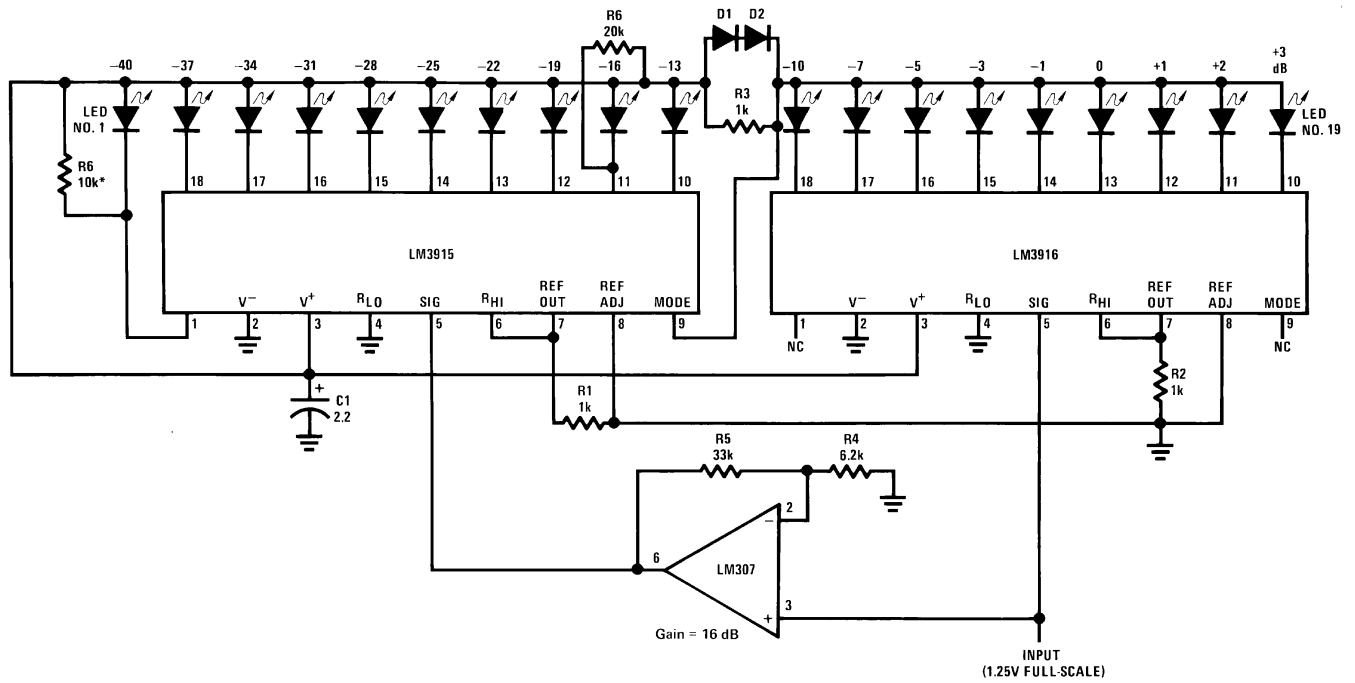 R6
20k
D1 D2
−40 −37 −34 −31 −28 −25 −22 −19 −16 −13 −10 −7 −5 −3 −1 0 +1 +2 +3
dB
LED
NO. 1
R3
1k
LED
NO. 19
R6
10k*
18 17 16 15 14 13 12 11 10
18 17 16 15 14 13 12 11 10
LM3915
LM3916
V− V+ RLO SIG RHI REF OUT REF ADJ MODE
1 2 3 4 5 6 7 8 9
V− V+ RLO SIG RHI REF OUT REF ADJ MODE
1 2 3 4 5 6 7 8 9
NC
NC
+
C1
2.2
R1
1k
R2
1k
R5
33k
R4
6.2k
2
−
6
LM307
3
+
Gain = 16 dB
INPUT
(1.25V FULL-SCALE)